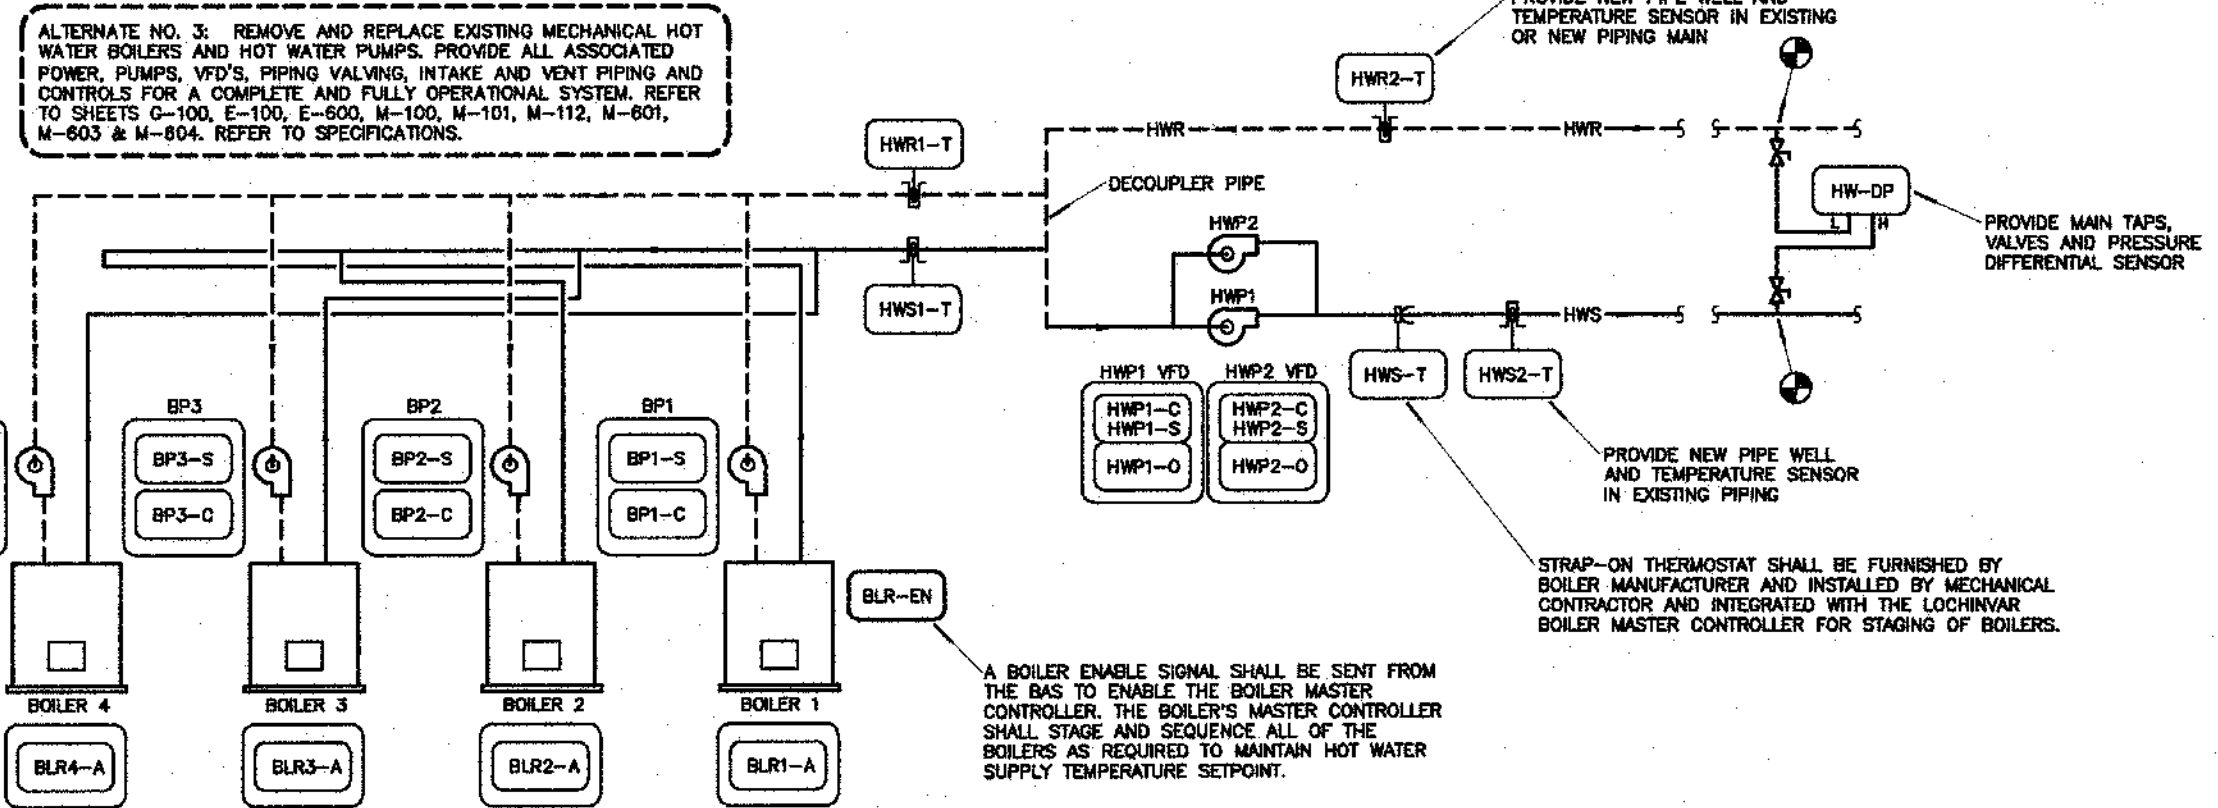 ALTERNATE NO. 3: REMOVE AND REPLACE EXISTING MECHANICAL HOT
WATER BOILERS AND HOT WATER PUMPS. PROVIDE ALL ASSOCIATED
POWER, PUMPS, VFD'S, PIPING VALVING, INTAKE AND VENT PIPING AND
CONTROLS FOR A COMPLETE AND FULLY OPERATIONAL SYSTEM. REFER
TO SHEETS G-100, E-100, E-600, M-100, M-101, M-112, M-601,
M-603 & M-604. REFER TO SPECIFICATIONS.
PROVIDE NEW PIPE WELL AND
TEMPERATURE SENSOR IN EXISTING
OR NEW PIPING MAIN
HWR2-T
HWR1-T
HWR
HWR
DECOUPLER PIPE
HW-DP
L
H
PROVIDE MAIN TAPS,
VALVES AND PRESSURE
DIFFERENTIAL SENSOR
HWP2
HWP1
HWS1-T
HWS
HWS-T
HWS2-T
HWP1 VFD
HWP1-C
HWP1-S
HWP1-O
HWP2 VFD
HWP2-C
HWP2-S
HWP2-O
BP3
BP3-S
BP3-C
BP2
BP2-S
BP2-C
BP1
BP1-S
BP1-C
PROVIDE NEW PIPE WELL
AND TEMPERATURE SENSOR
IN EXISTING PIPING
STRAP-ON THERMOSTAT SHALL BE FURNISHED BY
BOILER MANUFACTURER AND INSTALLED BY MECHANICAL
CONTRACTOR AND INTEGRATED WITH THE LOCHINVAR
BOILER MASTER CONTROLLER FOR STAGING OF BOILERS.
BLR-EN
A BOILER ENABLE SIGNAL SHALL BE SENT FROM
THE BAS TO ENABLE THE BOILER MASTER
CONTROLLER. THE BOILER'S MASTER CONTROLLER
SHALL STAGE AND SEQUENCE ALL OF THE
BOILERS AS REQUIRED TO MAINTAIN HOT WATER
SUPPLY TEMPERATURE SETPOINT.
BOILER 4
BOILER 3
BOILER 2
BOILER 1
BLR4-A
BLR3-A
BLR2-A
BLR1-A